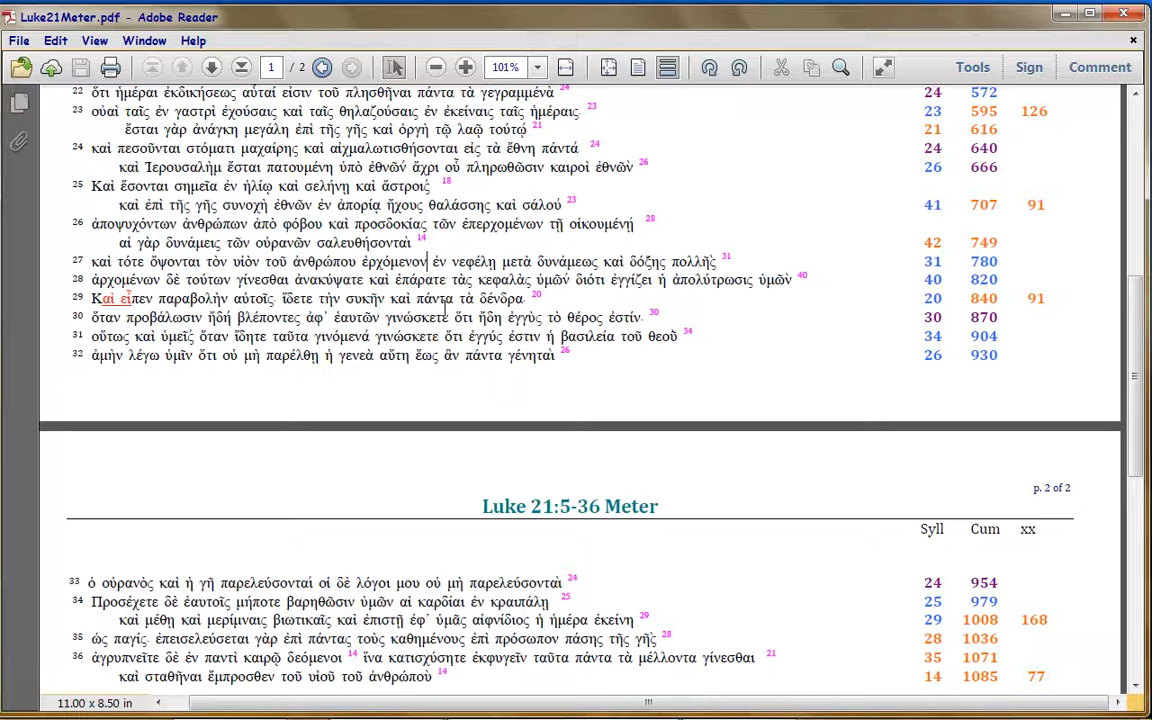 Luke21Meter.pdf - Adobe Reader
File Edit View Window Help
1 / 2 101% Tools Sign Comment
22 ὅτι ἡμέραι ἐκδικήσεως αὗταί εἰσιν τοῦ πλησθῆναι πάντα τὰ γεγραμμένὰ 24 24 572
23 οὐαὶ ταῖς ἐν γαστρὶ ἐχούσαις καὶ ταῖς θηλαζούσαις ἐν ἐκείναις ταῖς ἡμέραις. 23 23 595 126
ἔσται γὰρ ἀνάγκη μεγάλη ἐπὶ τῆς γῆς καὶ ὀργὴ τῷ λαῷ τούτῳ 21 21 616
24 καὶ πεσοῦνται στόματι μαχαίρης καὶ αἰχμαλωτισθήσονται εἰς τὰ ἔθνη πάντά 24 24 640
καὶ Ἰερουσαλὴμ ἔσται πατουμένη ὑπὸ ἐθνῶν ἄχρι οὗ πληρωθῶσιν καιροὶ ἐθνῶν 26 26 666
25 Καὶ ἔσονται σημεῖα ἐν ἡλίῳ καὶ σελήνῃ καὶ ἄστροις 18
καὶ ἐπὶ τῆς γῆς συνοχὴ ἐθνῶν ἐν ἀπορίᾳ ἤχους θαλάσσης καὶ σάλού 23 41 707 91
26 ἀποψυχόντων ἀνθρώπων ἀπὸ φόβου καὶ προσδοκίας τῶν ἐπερχομένων τῇ οἰκουμένῃ 28
αἱ γὰρ δυνάμεις τῶν οὐρανῶν σαλευθήσονταὶ 14 42 749
27 καὶ τότε ὄψονται τὸν υἱὸν τοῦ ἀνθρώπου ἐρχόμενον ἐν νεφέλῃ μετὰ δυνάμεως καὶ δόξης πολλῆς 31 31 780
28 ἀρχομένων δὲ τούτων γίνεσθαι ἀνακύψατε καὶ ἐπάρατε τὰς κεφαλὰς ὑμῶν διότι ἐγγίζει ἡ ἀπολύτρωσις ὑμῶν 40 40 820
29 Καὶ εἶπεν παραβολὴν αὐτοῖς. ἴδετε τὴν συκῆν καὶ πάντα τὰ δένδρα. 20 20 840 91
30 ὅταν προβάλωσιν ἤδή βλέποντες ἀφ’ ἑαυτῶν γινώσκετε ὅτι ἤδη ἐγγὺς τὸ θέρος ἐστίν. 30 30 870
31 οὕτως καὶ ὑμεῖς ὅταν ἴδητε ταῦτα γινόμενά γινώσκετε ὅτι ἐγγύς ἐστιν ἡ βασιλεία τοῦ θεοῦ 34 34 904
32 ἀμὴν λέγω ὑμῖν ὅτι οὐ μὴ παρέλθῃ ἡ γενεὰ αὕτη ἕως ἂν πάντα γένηταὶ 26 26 930
p. 2 of 2
Luke 21:5-36 Meter
Syll Cum xx
33 ὁ οὐρανὸς καὶ ἡ γῆ παρελεύσονταί οἱ δὲ λόγοι μου οὐ μὴ παρελεύσονταὶ 24 24 954
34 Προσέχετε δὲ ἑαυτοῖς μήποτε βαρηθῶσιν ὑμῶν αἱ καρδίαι ἐν κραιπάλῃ 25 25 979
καὶ μέθῃ καὶ μερίμναις βιωτικαῖς καὶ ἐπιστῇ ἐφ’ ὑμᾶς αἰφνίδιος ἡ ἡμέρα ἐκείνη 29 29 1008 168
35 ὡς παγίς. ἐπεισελεύσεται γὰρ ἐπὶ πάντας τοὺς καθημένους ἐπὶ πρόσωπον πάσης τῆς γῆς 28 28 1036
36 ἀγρυπνεῖτε δὲ ἐν παντὶ καιρῷ δεόμενοι 14 ἵνα κατισχύσητε ἐκφυγεῖν ταῦτα πάντα τὰ μέλλοντα γίνεσθαι 21 35 1071
καὶ σταθῆναι ἔμπροσθεν τοῦ υἱοῦ τοῦ ἀνθρώποὺ 14 14 1085 77
11.00 x 8.50 in